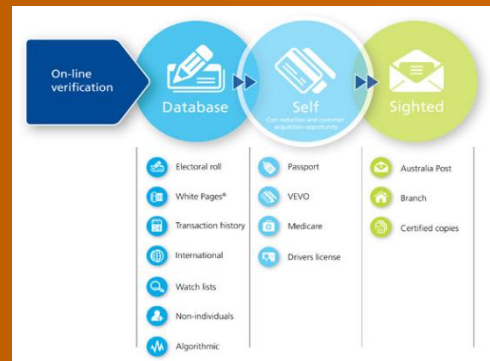 On-line
verification
Database
Self
Cost reduction and customer
acquisition opportunity
Sighted
Electoral roll
White Pages®
Transaction history
International
Watch lists
Non-individuals
Algorithmic
Passport
VEVO
Medicare
Drivers license
Australia Post
Branch
Certified copies